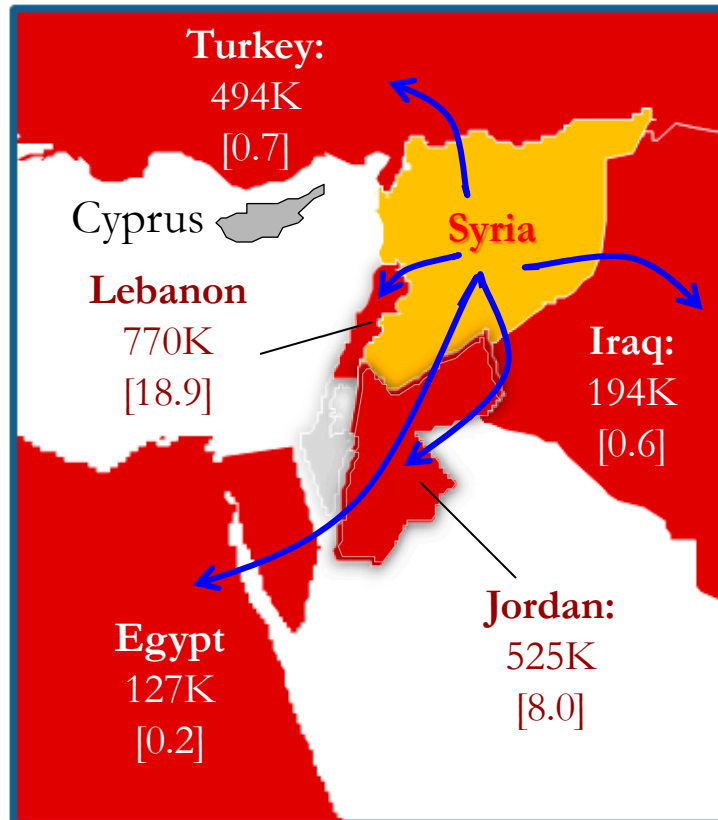 Turkey:
494K
[0.7]
Cyprus
Syria
Lebanon
770K
[18.9]
Iraq:
194K
[0.6]
Jordan:
525K
[8.0]
Egypt
127K
[0.2]